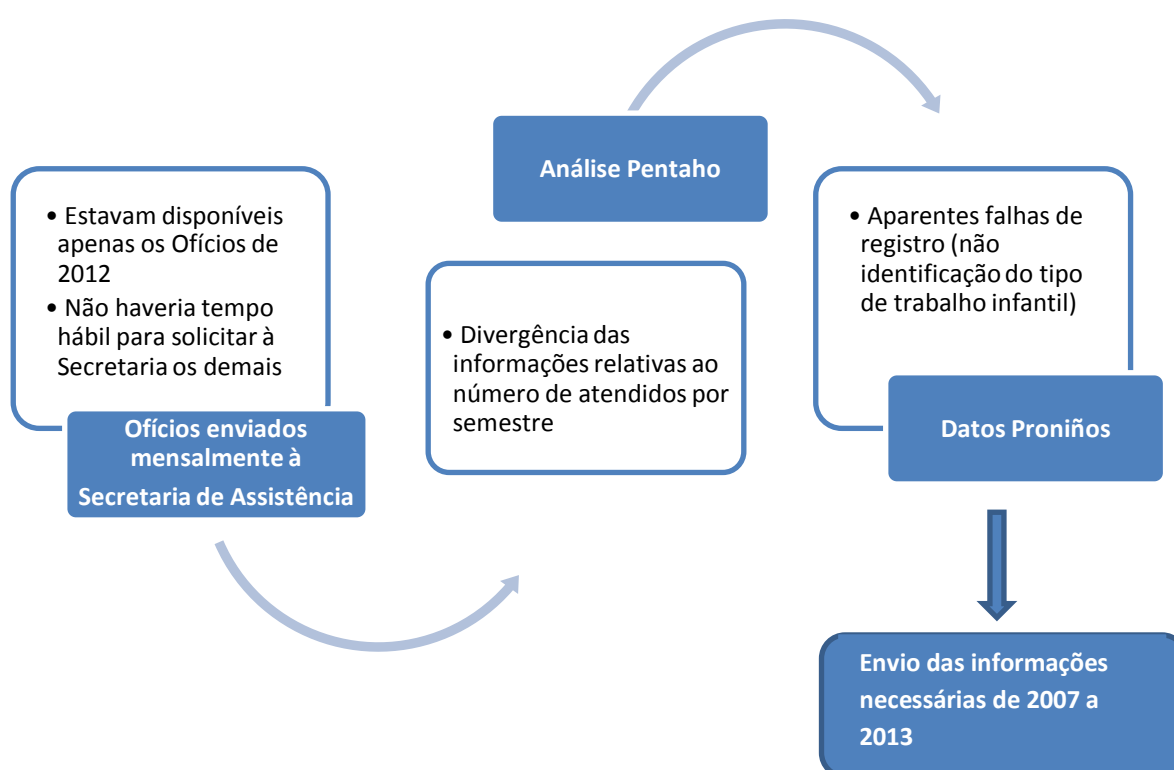 • Estavam disponíveis
apenas os Ofícios de
2012
• Não haveria tempo
hábil para solicitar à
Secretaria os demais
Ofícios enviados
mensalmente à
Secretaria de Assistência
Análise Pentaho
• Divergência das
informações relativas ao
número de atendidos por
semestre
• Aparentes falhas de
registro (não
identificação do tipo
de trabalho infantil)
Datos Proniños
Envio das informações
necessárias de 2007 a
2013